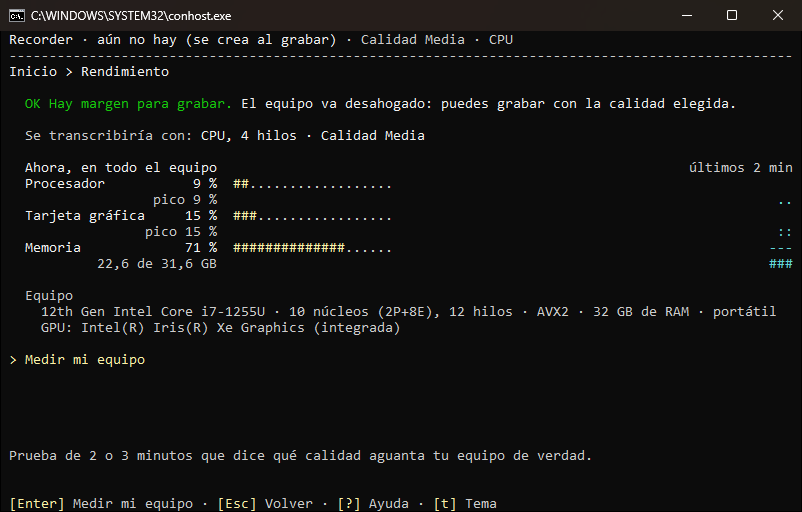 C:\WINDOWS\SYSTEM32\conhost.exe
Recorder · aún no hay (se crea al grabar) · Calidad Media · CPU
--------------------------------------------------------------------------------------------------
Inicio > Rendimiento
OK Hay margen para grabar. El equipo va desahogado: puedes grabar con la calidad elegida.
Se transcribiría con: CPU, 4 hilos · Calidad Media
Ahora, en todo el equipo últimos 2 min
Procesador 9 % ##..................
pico 9 % ..
Tarjeta gráfica 15 % ###.................
pico 15 % ::
Memoria 71 % ##############...... ---
22,6 de 31,6 GB ###
Equipo
12th Gen Intel Core i7-1255U · 10 núcleos (2P+8E), 12 hilos · AVX2 · 32 GB de RAM · portátil
GPU: Intel(R) Iris(R) Xe Graphics (integrada)
> Medir mi equipo
Prueba de 2 o 3 minutos que dice qué calidad aguanta tu equipo de verdad.
[Enter] Medir mi equipo · [Esc] Volver · [?] Ayuda · [t] Tema